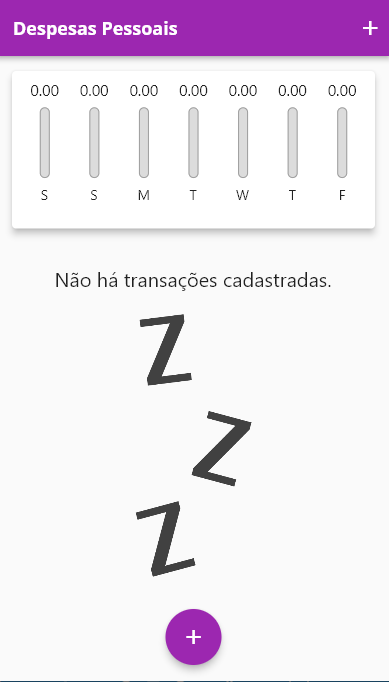 Despesas Pessoais +
0.00 0.00 0.00 0.00 0.00 0.00 0.00
S S M T W T F
Não há transações cadastradas.
Z
Z
Z
+